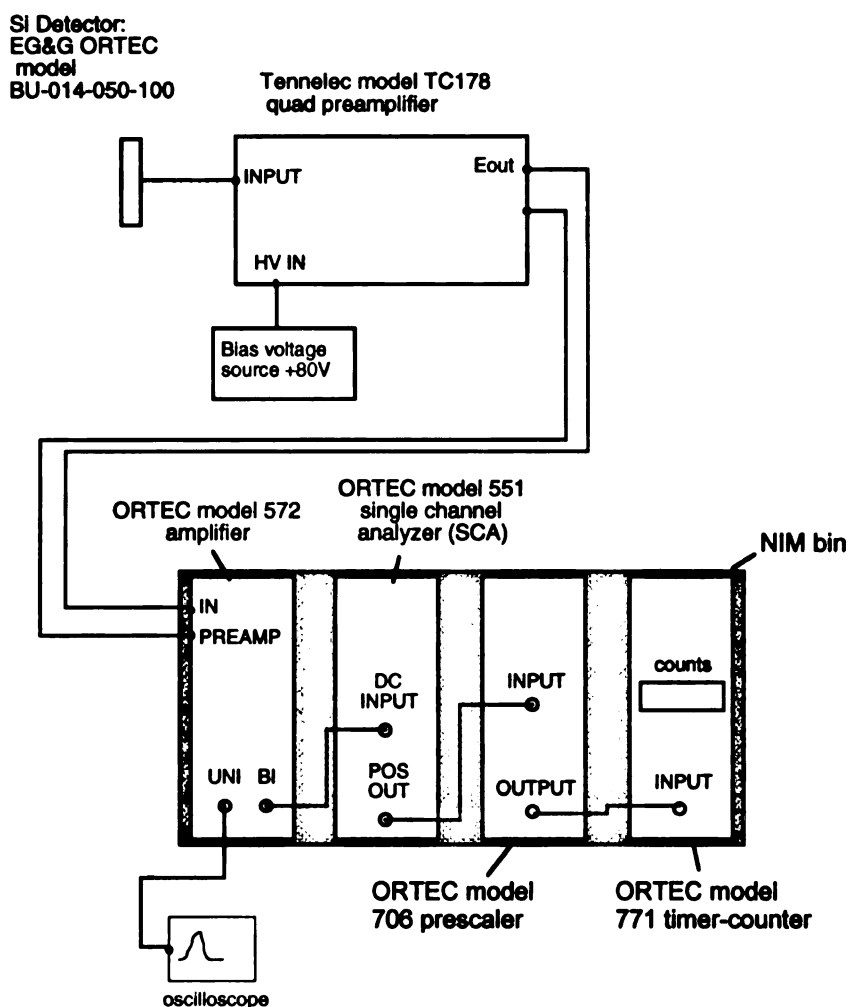 Si Detector:
EG&G ORTEC
model
BU-014-050-100
Tennelec model TC178
quad preamplifier
INPUT
Eout
HV IN
Bias voltage
source +80V
ORTEC model 572
amplifier
ORTEC model 551
single channel
analyzer (SCA)
NIM bin
IN
PREAMP
DC
INPUT
INPUT
counts
UNI BI
POS
OUT
OUTPUT
INPUT
ORTEC model
706 prescaler
ORTEC model
771 timer-counter
oscilloscope